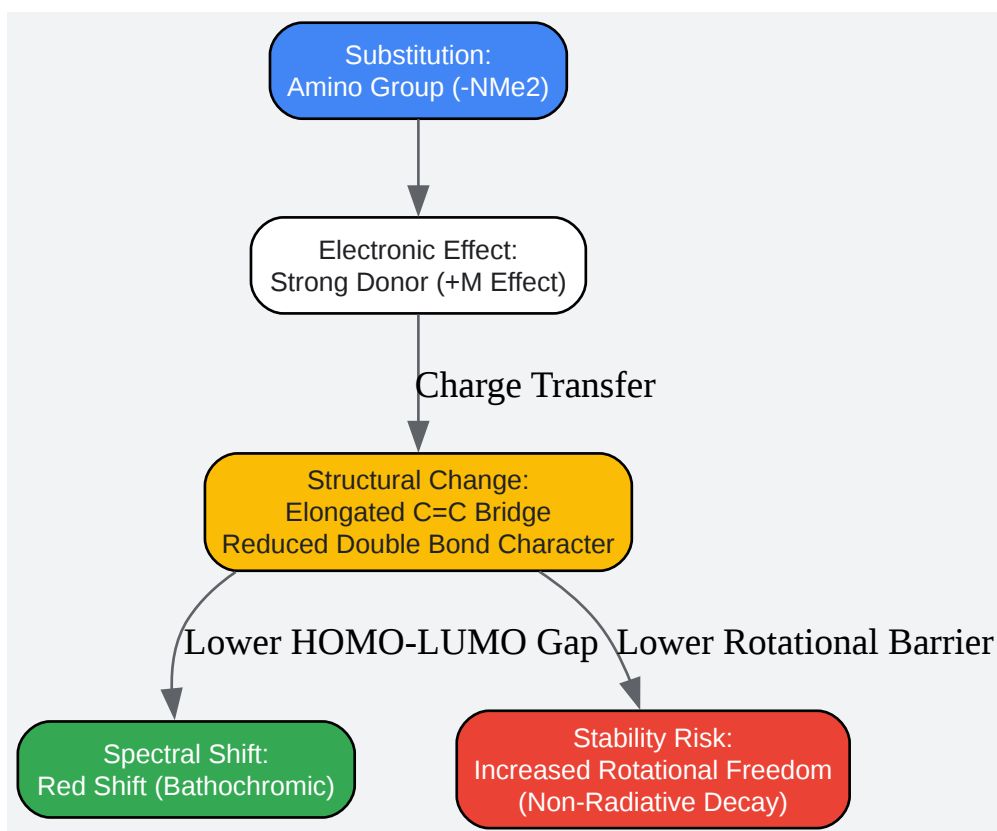 Substitution:
Amino Group (-NMe2)
Electronic Effect:
Strong Donor (+M Effect)
Charge Transfer
Structural Change:
Elongated C=C Bridge
Reduced Double Bond Character
Lower HOMO-LUMO Gap
Lower Rotational Barrier
Spectral Shift:
Red Shift (Bathochromic)
Stability Risk:
Increased Rotational Freedom
(Non-Radiative Decay)